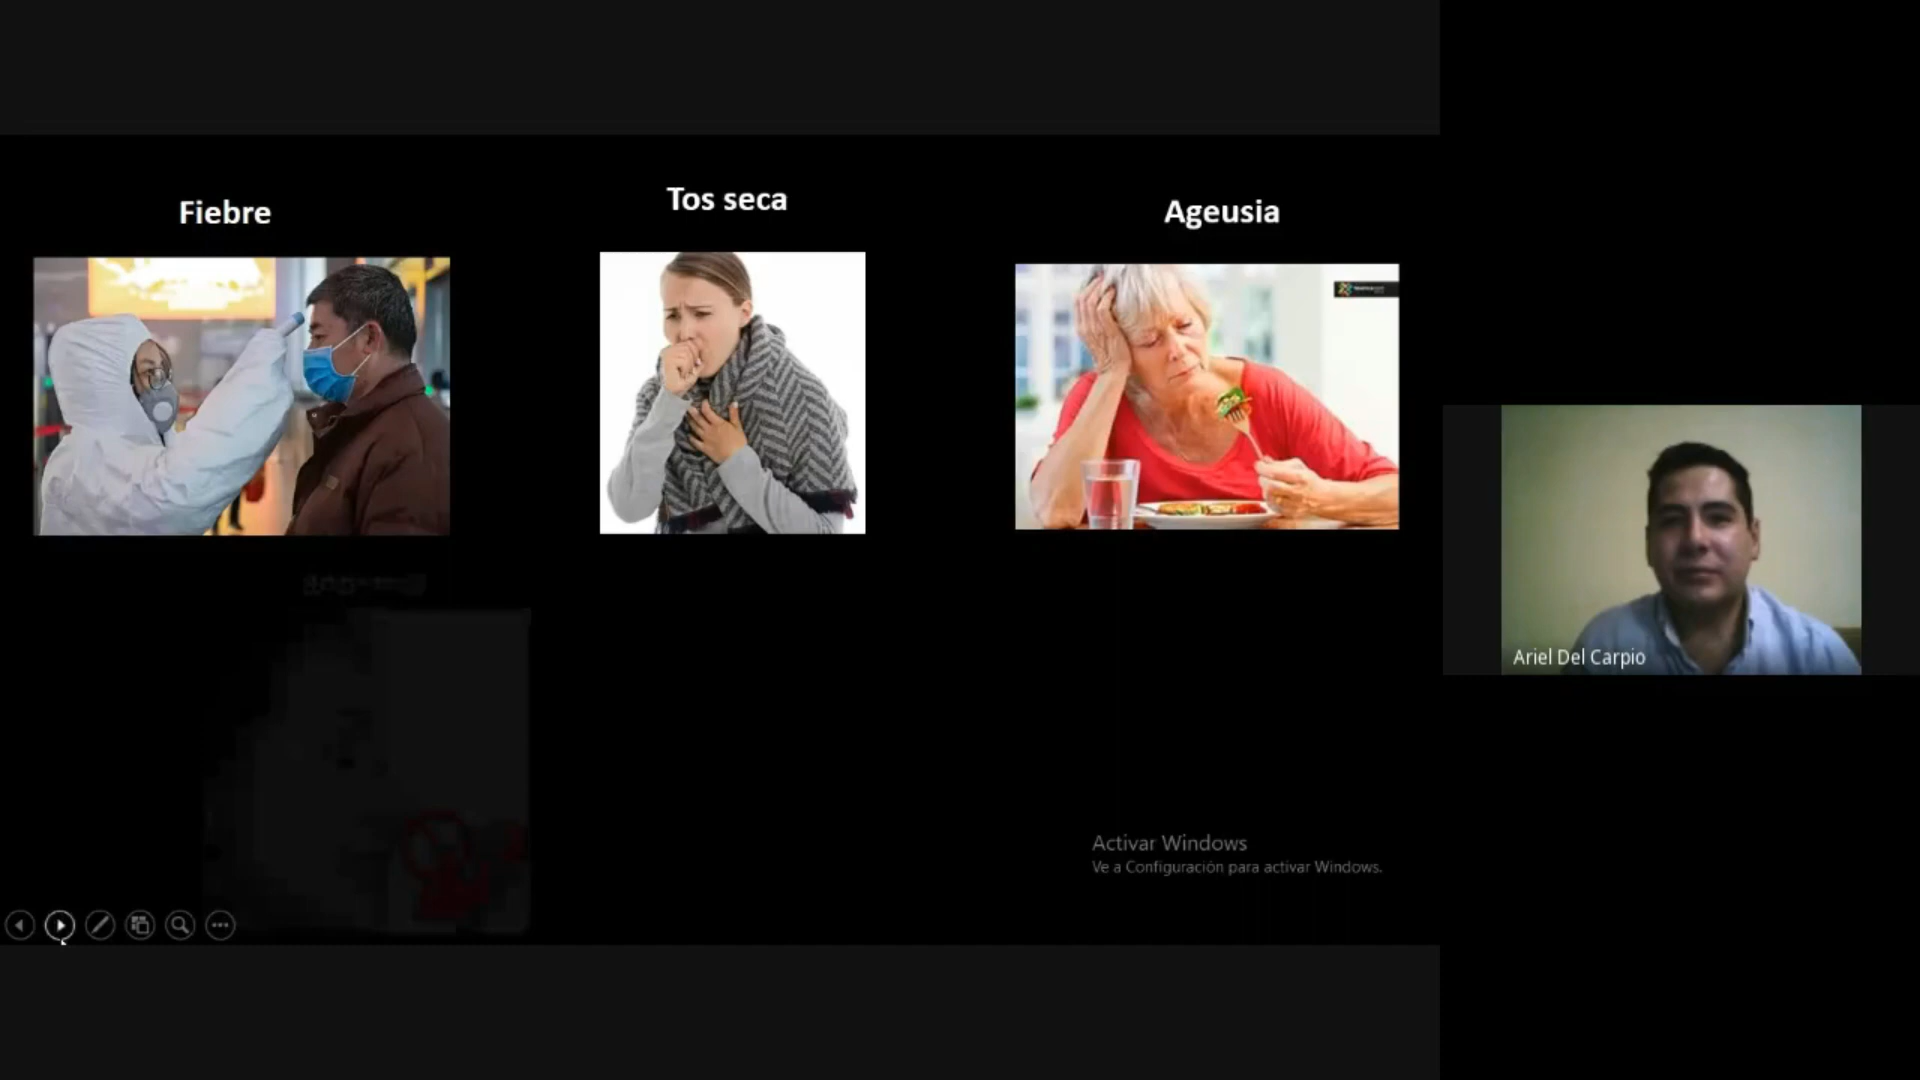 Fiebre
Tos seca
Ageusia
Ariel Del Carpio
Activar Windows
Ve a Configuración para activar Windows.